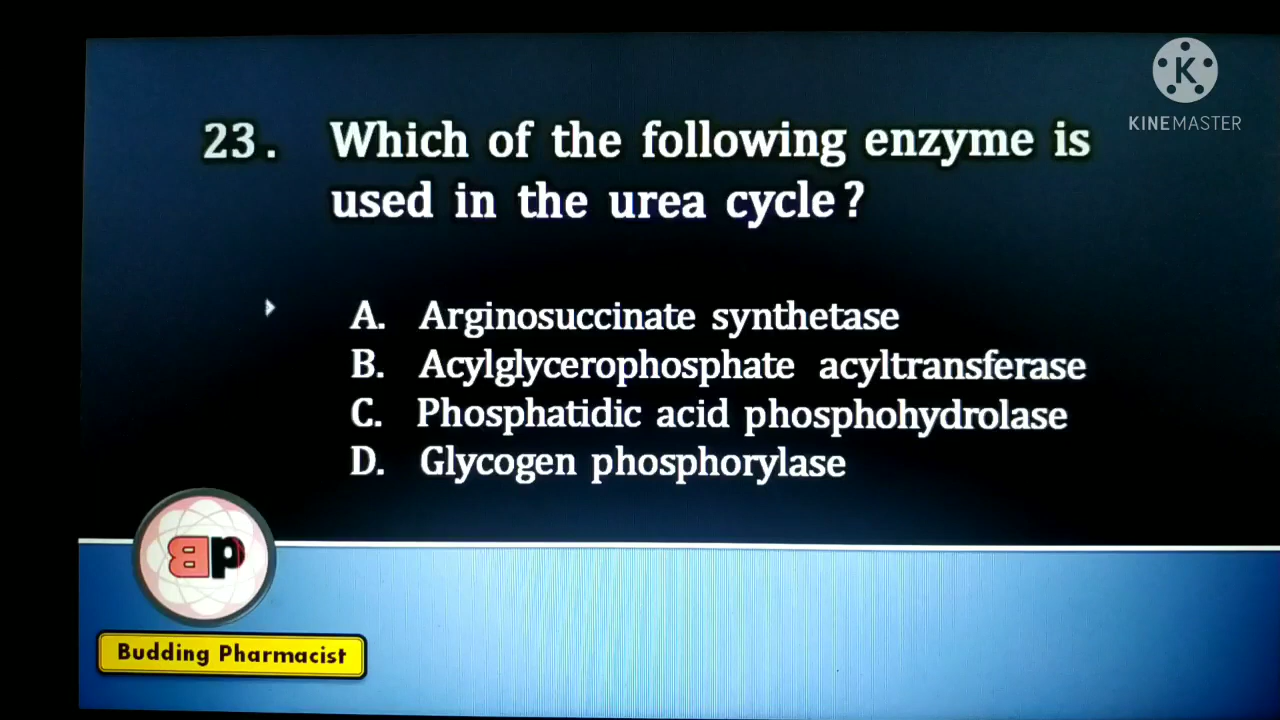 KINEMASTER
23. Which of the following enzyme is
used in the urea cycle?
A. Arginosuccinate synthetase
B. Acylglycerophosphate acyltransferase
C. Phosphatidic acid phosphohydrolase
D. Glycogen phosphorylase
Bp
Budding Pharmacist